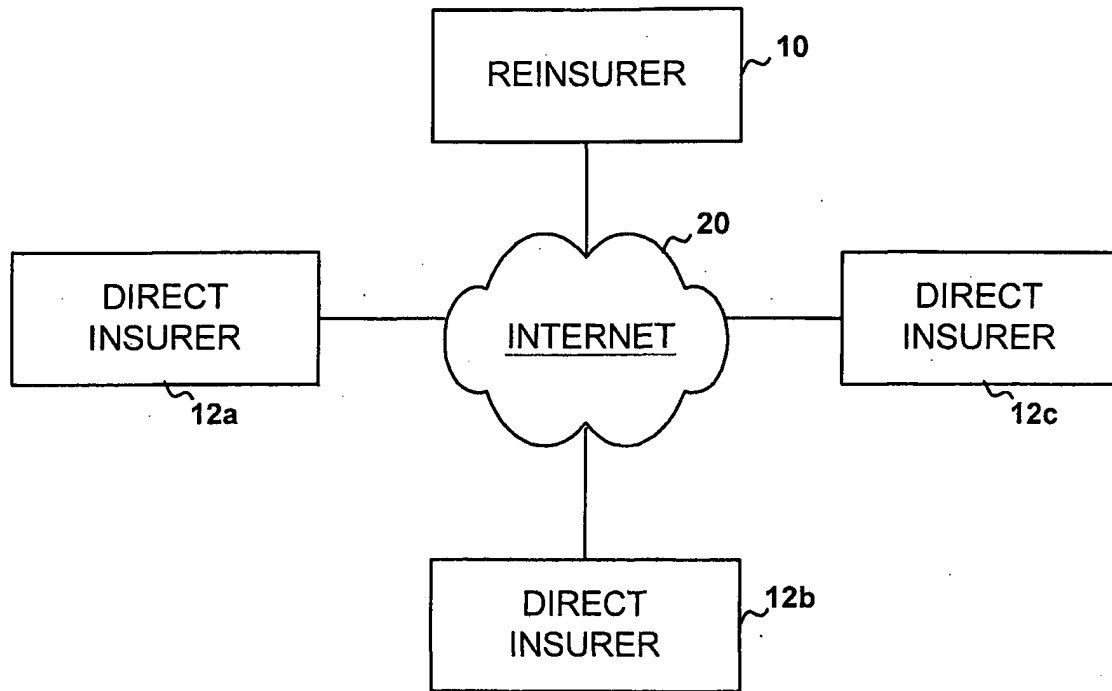 REINSURER
10
20
DIRECT
INSURER
12a
INTERNET
DIRECT
INSURER
12c
DIRECT
INSURER
12b